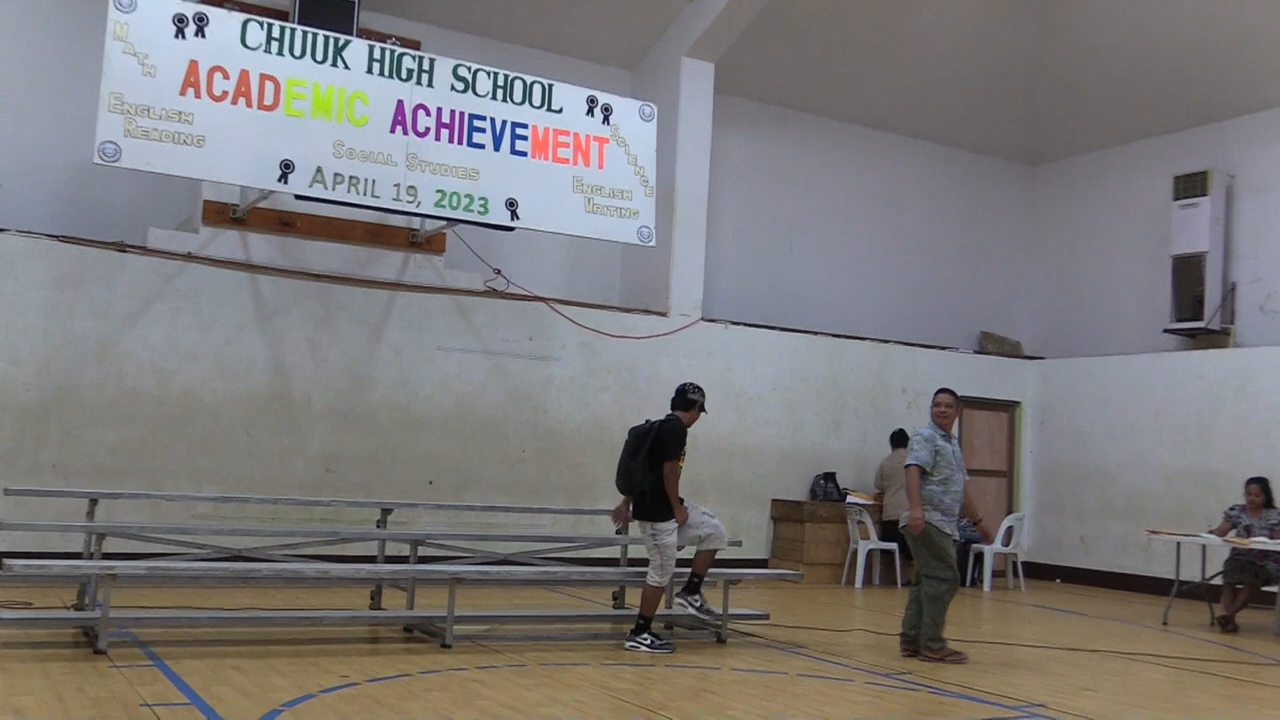 CHUUK HIGH SCHOOL
MATH
ACADEMIC ACHIEVEMENT
ENGLISH
READING
SOCIAL STUDIES
SCIENCE
ENGLISH
WRITING
APRIL 19, 2023